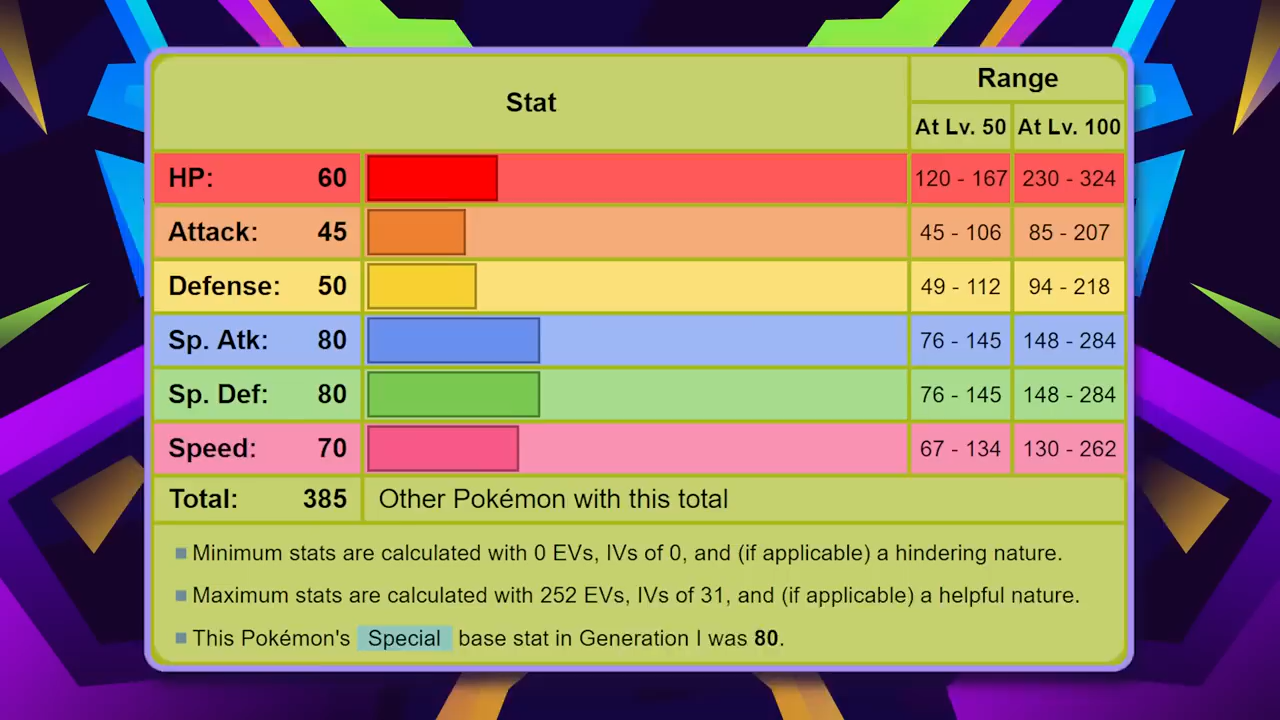 Stat
Range
At Lv. 50 At Lv. 100
HP: 60 120 - 167 230 - 324
Attack: 45 45 - 106 85 - 207
Defense: 50 49 - 112 94 - 218
Sp. Atk: 80 76 - 145 148 - 284
Sp. Def: 80 76 - 145 148 - 284
Speed: 70 67 - 134 130 - 262
Total: 385 Other Pokémon with this total
Minimum stats are calculated with 0 EVs, IVs of 0, and (if applicable) a hindering nature.
Maximum stats are calculated with 252 EVs, IVs of 31, and (if applicable) a helpful nature.
This Pokémon's Special base stat in Generation I was 80.